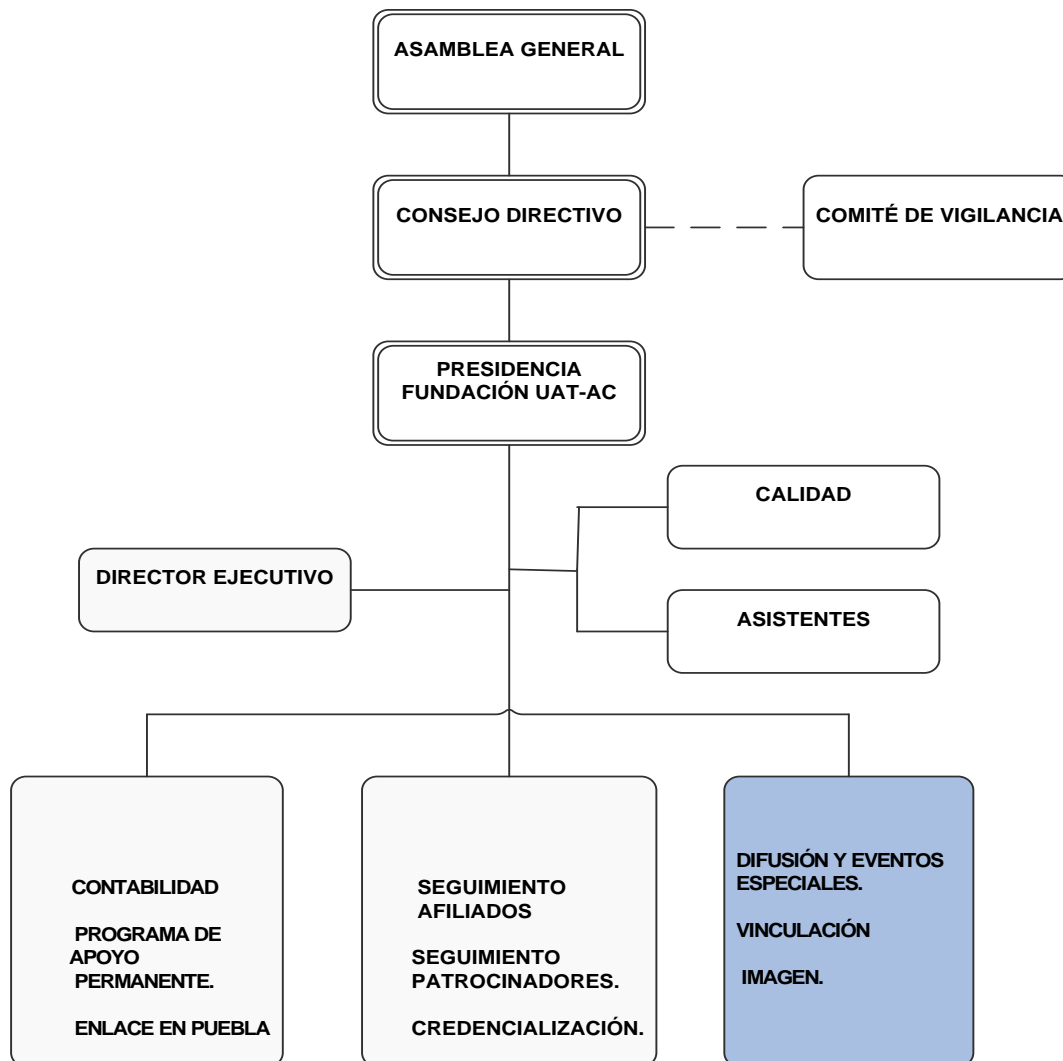 ASAMBLEA GENERAL
CONSEJO DIRECTIVO
COMITÉ DE VIGILANCIA
PRESIDENCIA
FUNDACIÓN UAT-AC
CALIDAD
DIRECTOR EJECUTIVO
ASISTENTES
CONTABILIDAD
PROGRAMA DE
APOYO
PERMANENTE.
ENLACE EN PUEBLA
SEGUIMIENTO
AFILIADOS
SEGUIMIENTO
PATROCINADORES.
CREDENCIALIZACIÓN.
DIFUSIÓN Y EVENTOS
ESPECIALES.
VINCULACIÓN
IMAGEN.